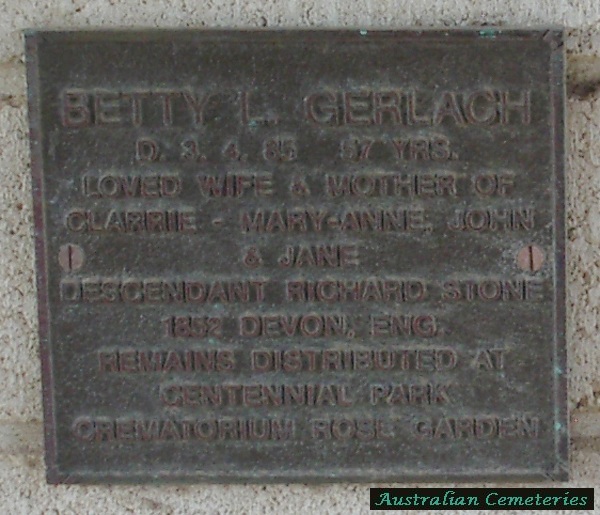 BETTY L. GERLACH
D. 3. 4. 85 57 YRS.
LOVED WIFE & MOTHER OF
CLARRIE - MARY-ANNE, JOHN
& JANE
DESCENDANT RICHARD STONE
1852 DEVON, ENG.
REMAINS DISTRIBUTED AT
CENTENNIAL PARK
CREMATORIUM ROSE GARDEN
Australian Cemeteries